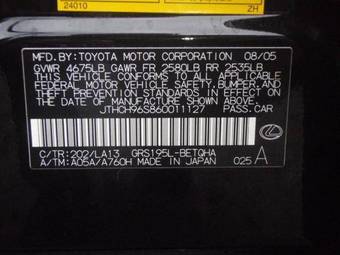 24010
ZH
MFD.BY:TOYOTA MOTOR CORPORATION 08/05
GVWR 4675LB GAWR FR 2580LB RR 2535LB
THIS VEHICLE CONFORMS TO ALL APPLICABLE
FEDERAL MOTOR VEHICLE SAFETY,BUMPER,AND
THEFT PREVENTION STANDARDS IN EFFECT ON
THE DATE OF MANUFACTURE SHOWN ABOVE.
JTHCH96S860011127 PASS.CAR
C/TR:202/LA13 GRS195L-BETQHA
A/TM:A05A/A760H MADE IN JAPAN 025 A